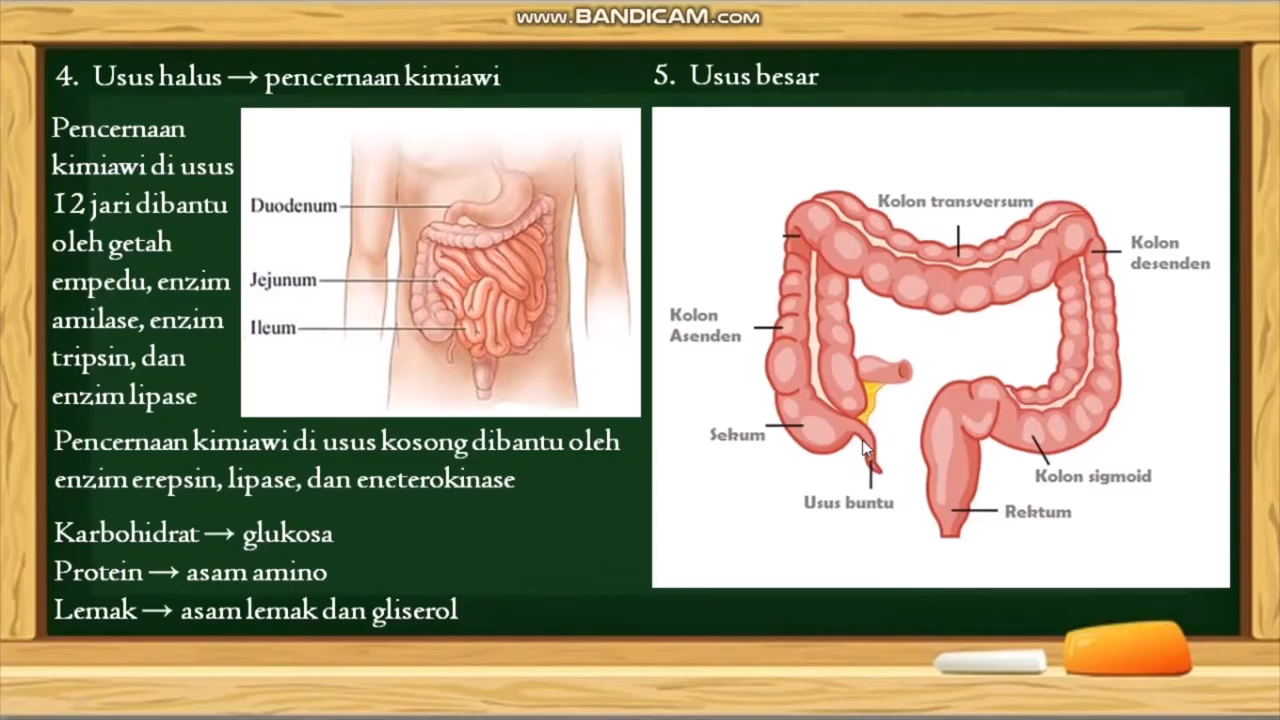 www.BANDICAM.com
4. Usus halus → pencernaan kimiawi
Pencernaan
kimiawi di usus
12 jari dibantu
oleh getah
empedu, enzim
amilase, enzim
tripsin, dan
enzim lipase
Duodenum
Jejunum
Ileum
Pencernaan kimiawi di usus kosong dibantu oleh
enzim erepsin, lipase, dan eneterokinase
Karbohidrat → glukosa
Protein → asam amino
Lemak → asam lemak dan gliserol
5. Usus besar
Kolon transversum
Kolon
desenden
Kolon
Asenden
Sekum
Usus buntu
Kolon sigmoid
Rektum